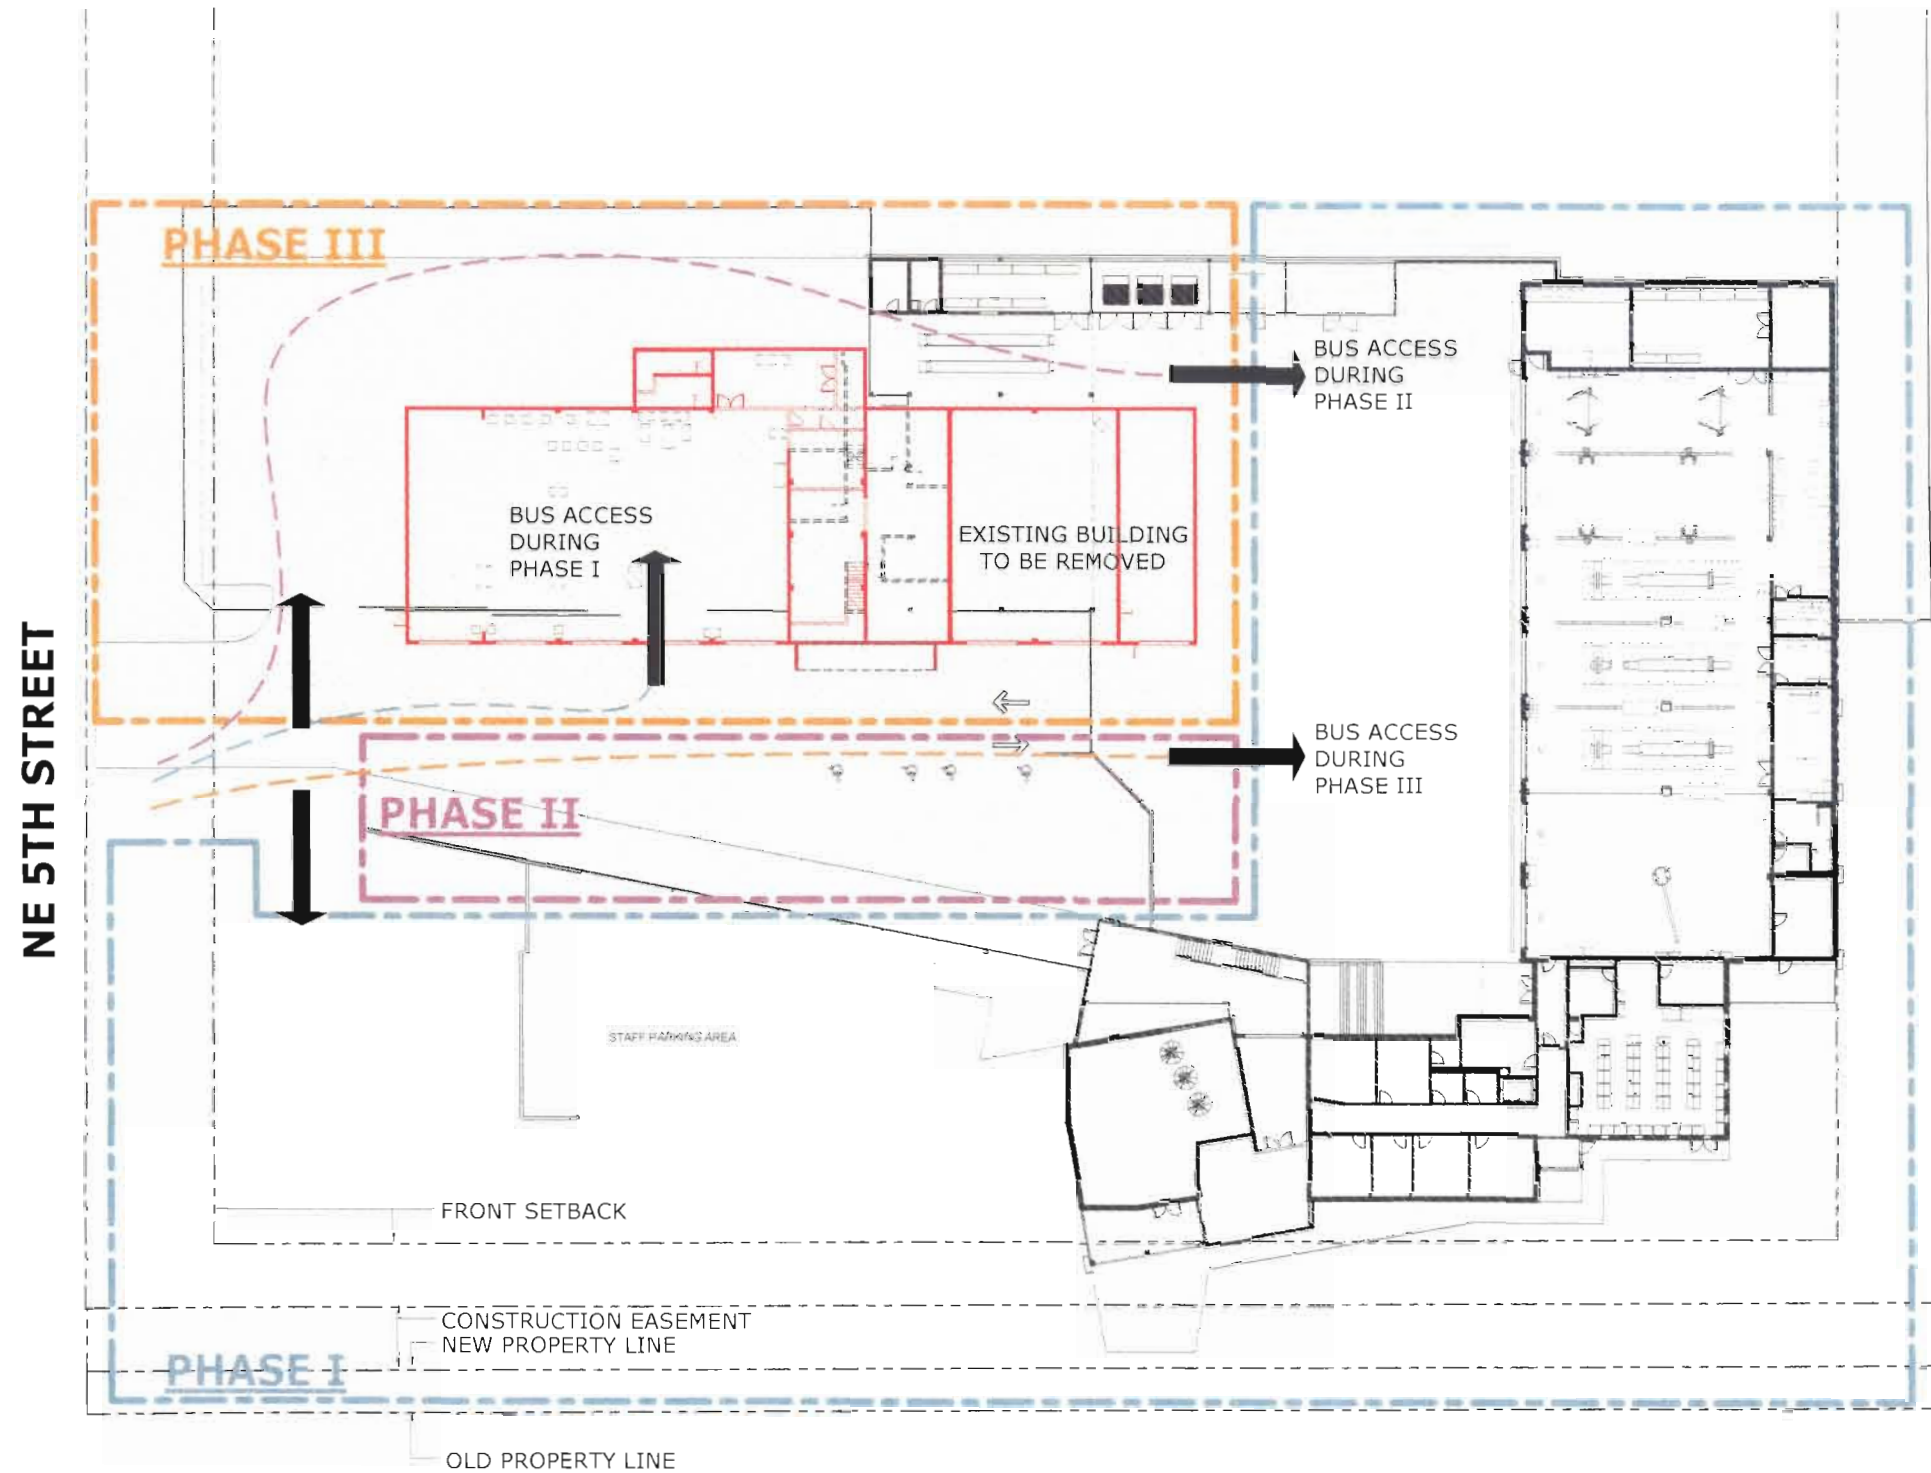 PHASE III
BUS ACCESS
DURING
PHASE II
BUS ACCESS
DURING
PHASE I
EXISTING BUILDING
TO BE REMOVED
NE 5TH STREET
BUS ACCESS
DURING
PHASE III
PHASE II
STAFF PARKING AREA
FRONT SETBACK
CONSTRUCTION EASEMENT
NEW PROPERTY LINE
PHASE I
OLD PROPERTY LINE